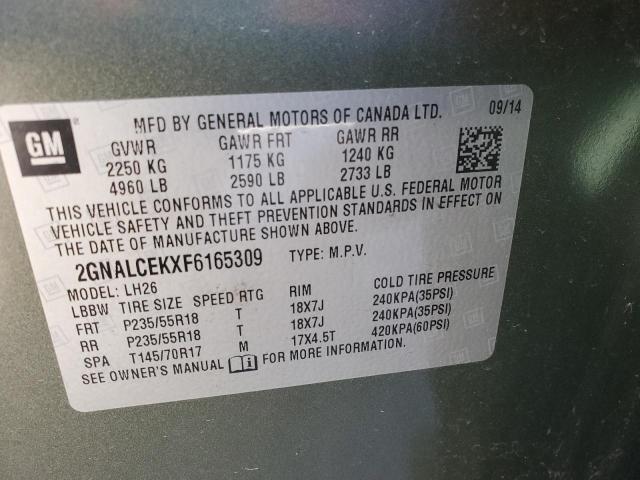 GM
MFD BY GENERAL MOTORS OF CANADA LTD. 09/14
GVWR GAWR FRT GAWR RR
2250 KG 1175 KG 1240 KG
4960 LB 2590 LB 2733 LB
THIS VEHICLE CONFORMS TO ALL APPLICABLE U.S. FEDERAL MOTOR
VEHICLE SAFETY AND THEFT PREVENTION STANDARDS IN EFFECT ON
THE DATE OF MANUFACTURE SHOWN ABOVE.
2GNALCEKXF6165309 TYPE: M.P.V.
MODEL: LH26
LBBW TIRE SIZE SPEED RTG RIM COLD TIRE PRESSURE
FRT P235/55R18 T 18X7J 240KPA(35PSI)
RR P235/55R18 T 18X7J 240KPA(35PSI)
SPA T145/70R17 M 17X4.5T 420KPA(60PSI)
SEE OWNER'S MANUAL FOR MORE INFORMATION.